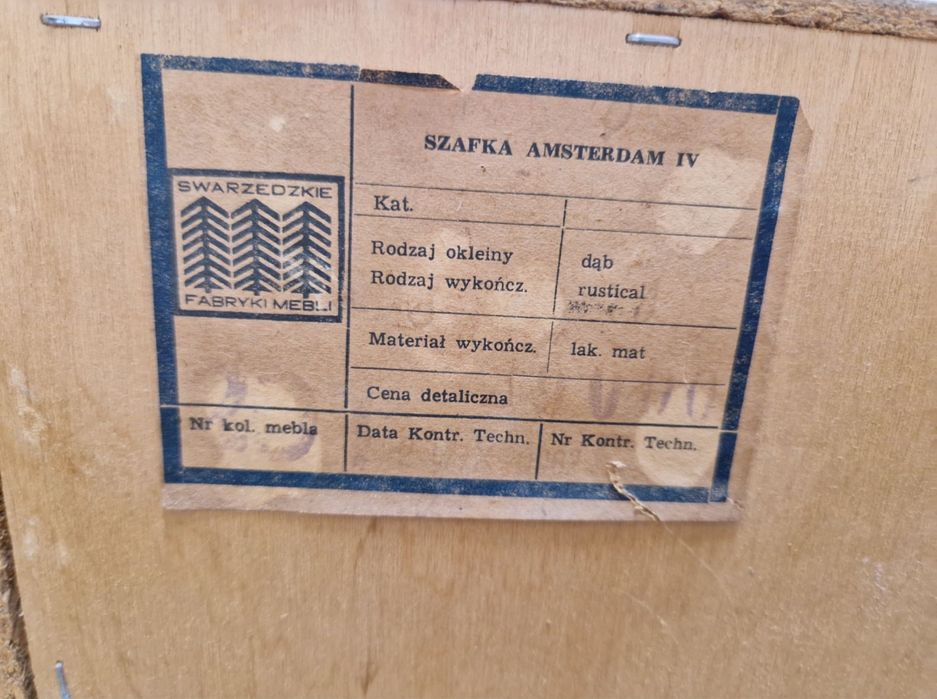 SWARZĘDZKIE
FABRYKI MEBLI
SZAFKA AMSTERDAM IV
Kat.
Rodzaj okleiny dąb
Rodzaj wykończ. rustical
Materiał wykończ. lak. mat
Cena detaliczna
Nr kol. mebla Data Kontr. Techn. Nr Kontr. Techn.